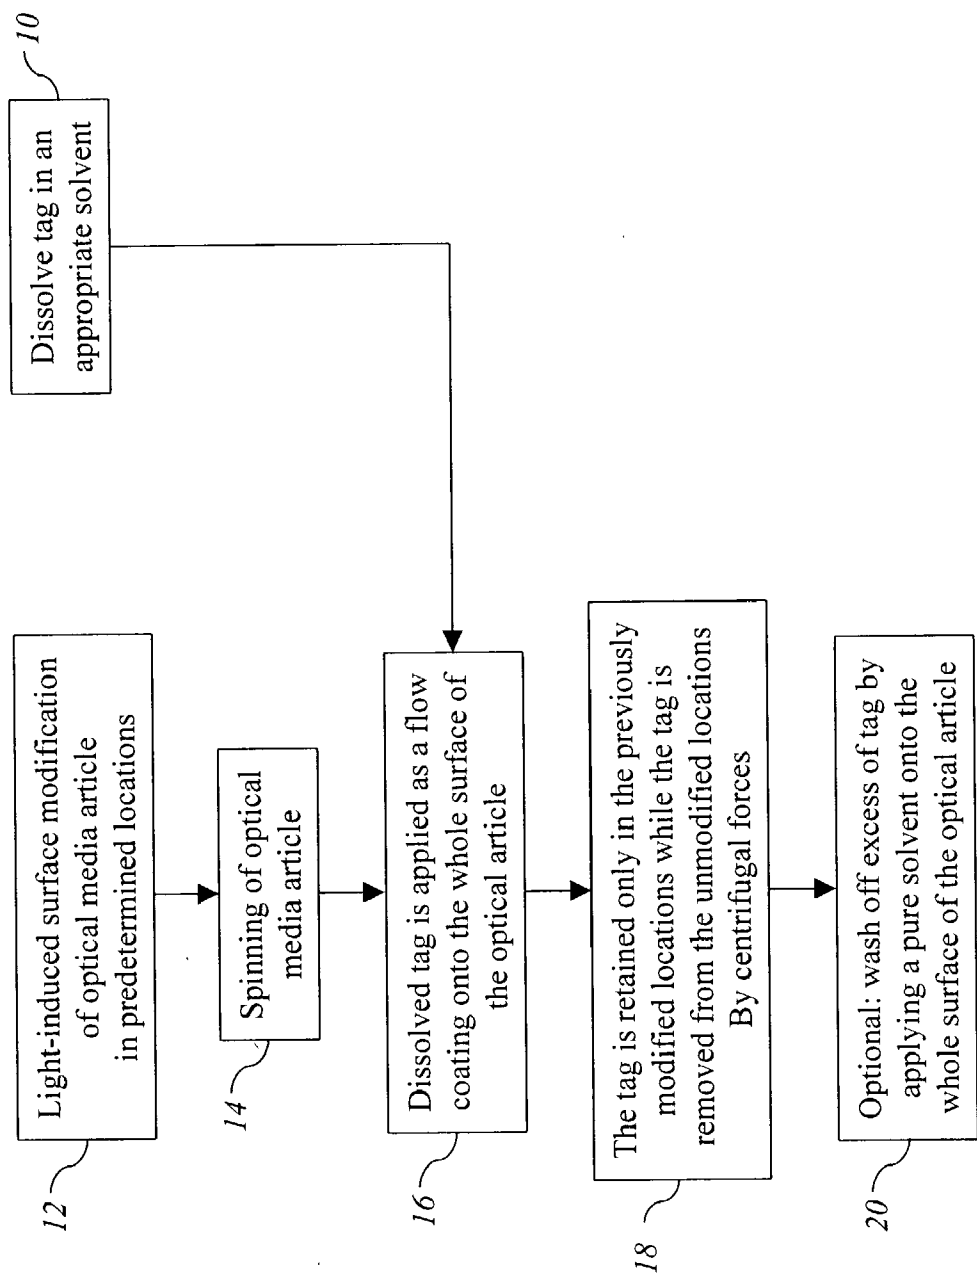 10
Dissolve tag in an
appropriate solvent
12
Light-induced surface modification
of optical media article
in predetermined locations
14
Spinning of optical
media article
16
Dissolved tag is applied as a flow
coating onto the whole surface of
the optical article
18
The tag is retained only in the previously
modified locations while the tag is
removed from the unmodified locations
By centrifugal forces
20
Optional: wash off excess of tag by
applying a pure solvent onto the
whole surface of the optical article